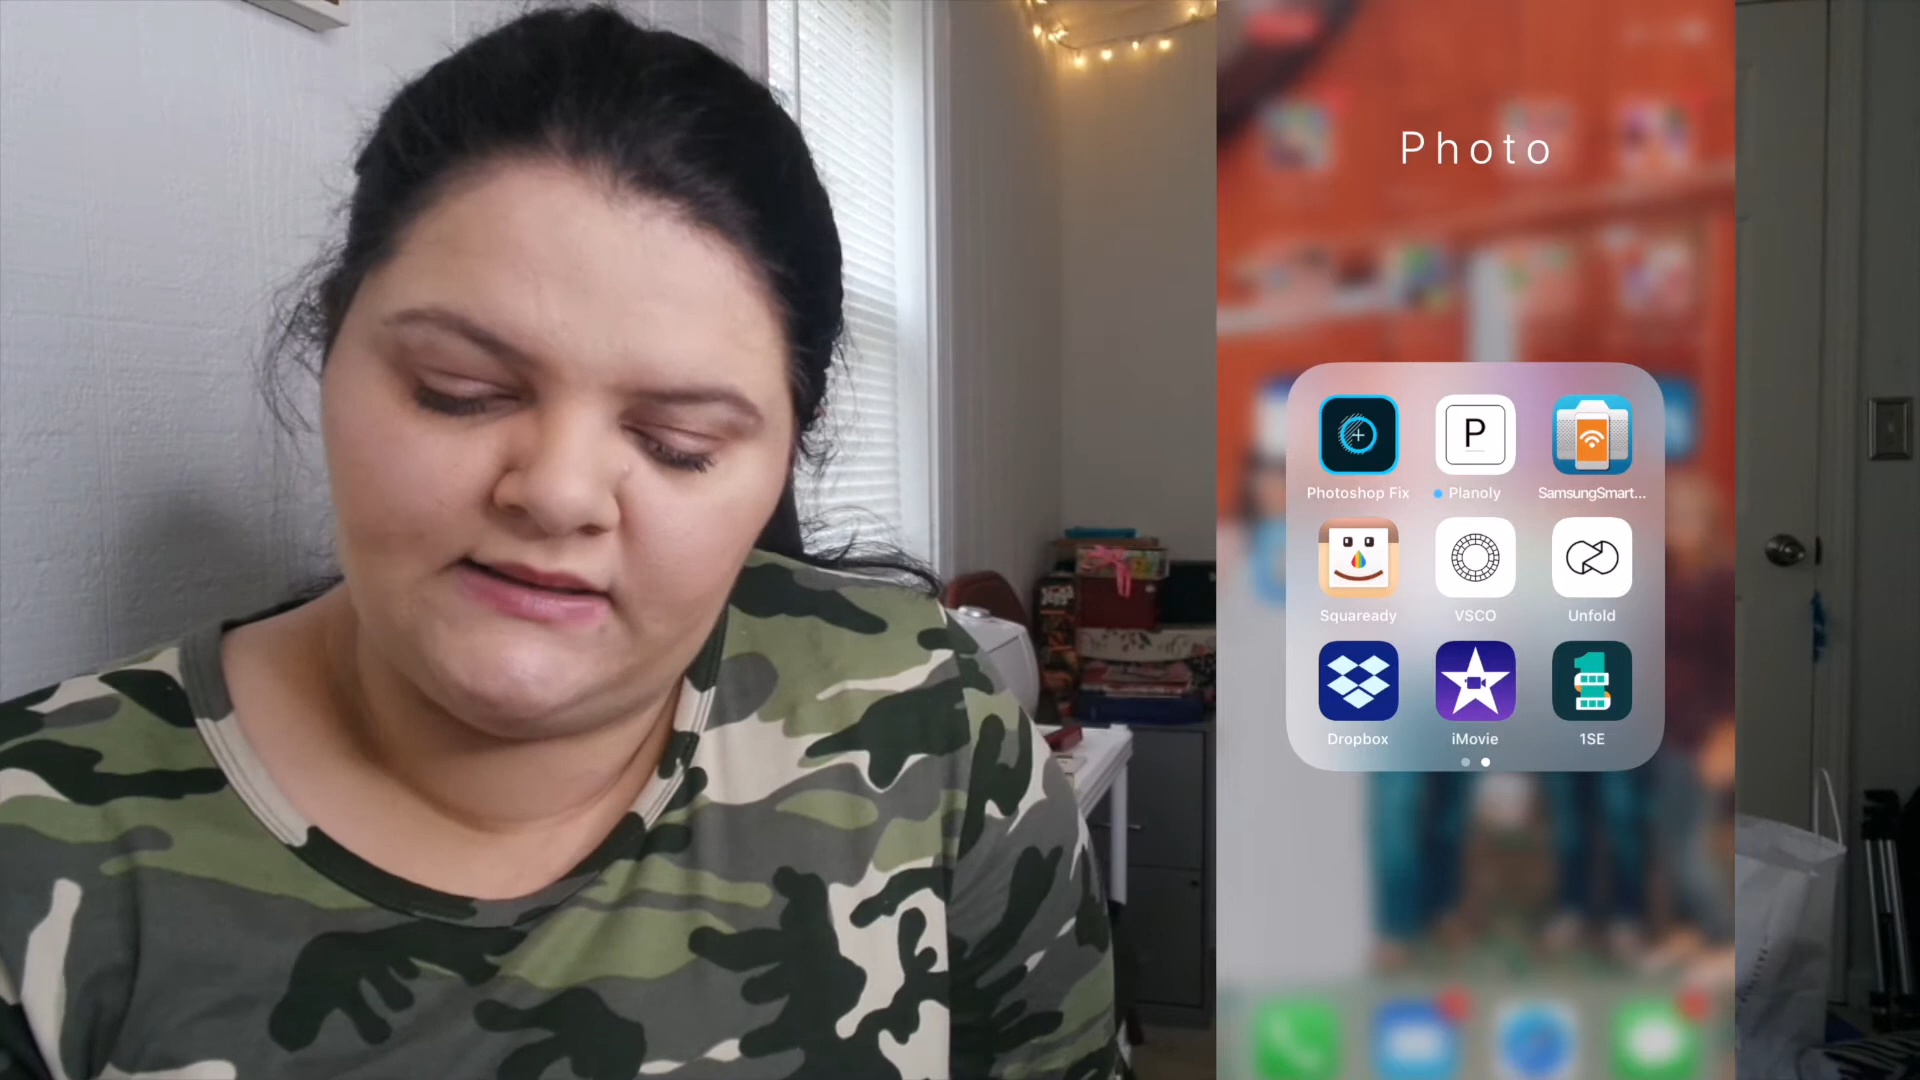 Photo
P
Photoshop Fix
Planoly
SamsungSmart...
Squaready
VSCO
Unfold
Dropbox
iMovie
1SE